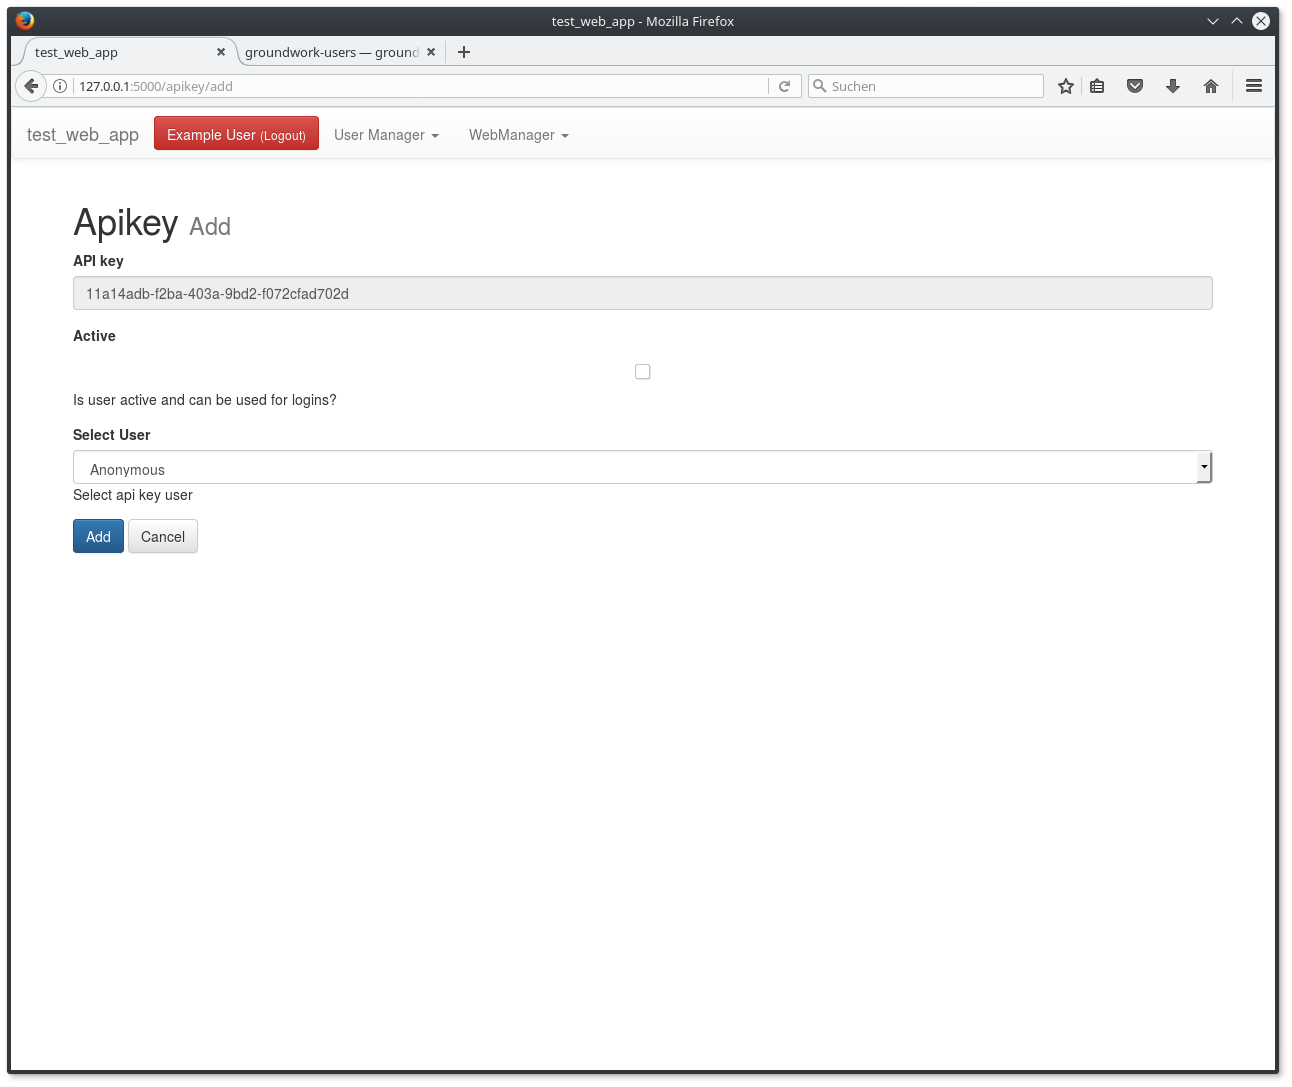 test_web_app - Mozilla Firefox
test_web_app groundwork-users — ground
127.0.0.1:5000/apikey/add Suchen
test_web_app Example User (Logout) User Manager WebManager
Apikey Add
API key
11a14adb-f2ba-403a-9bd2-f072cfad702d
Active
Is user active and can be used for logins?
Select User
Anonymous
Select api key user
Add Cancel